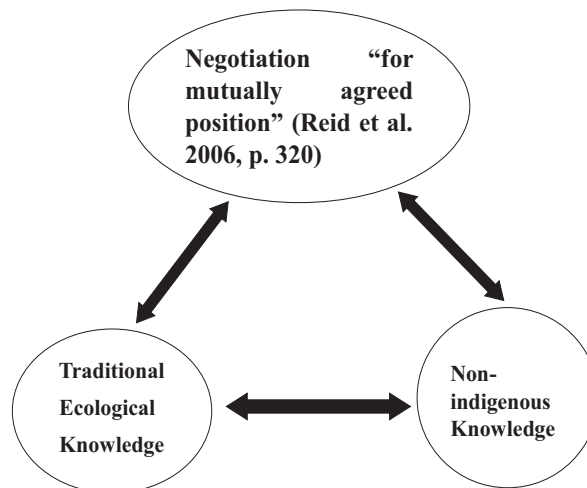 Negotiation “for
mutually agreed
position” (Reid et al.
2006, p. 320)
Traditional
Ecological
Knowledge
Non-
indigenous
Knowledge